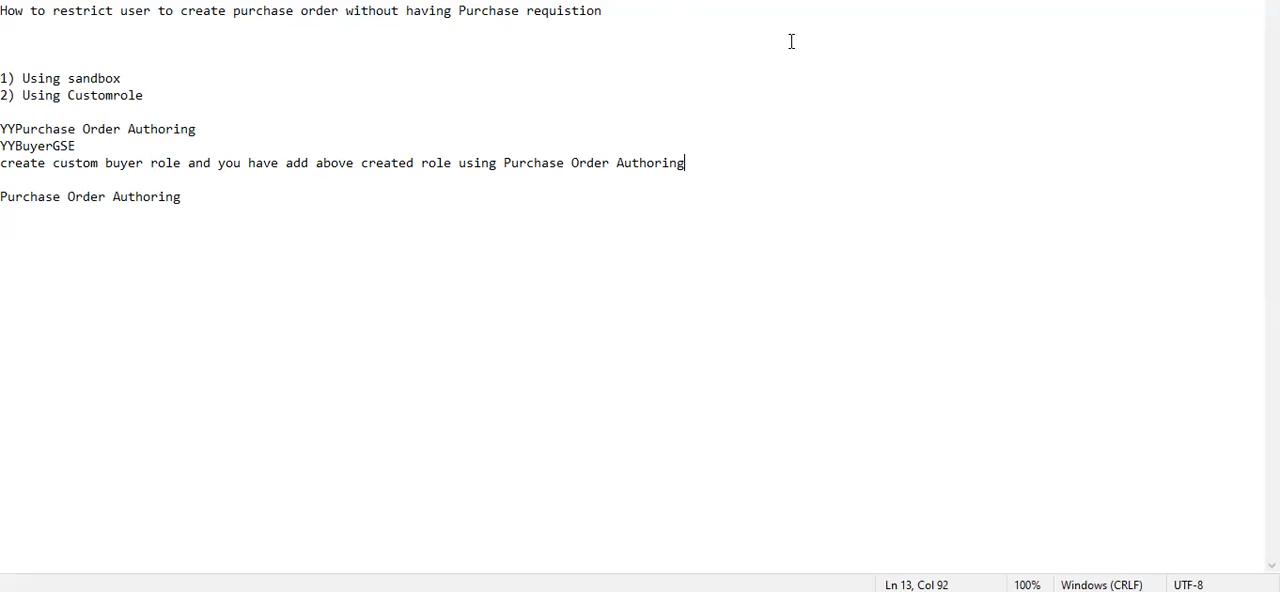 How to restrict user to create purchase order without having Purchase requistion
1) Using sandbox
2) Using Customrole
YYPurchase Order Authoring
YYBuyerGSE
create custom buyer role and you have add above created role using Purchase Order Authoring
Purchase Order Authoring
Ln 13, Col 92
100%
Windows (CRLF)
UTF-8